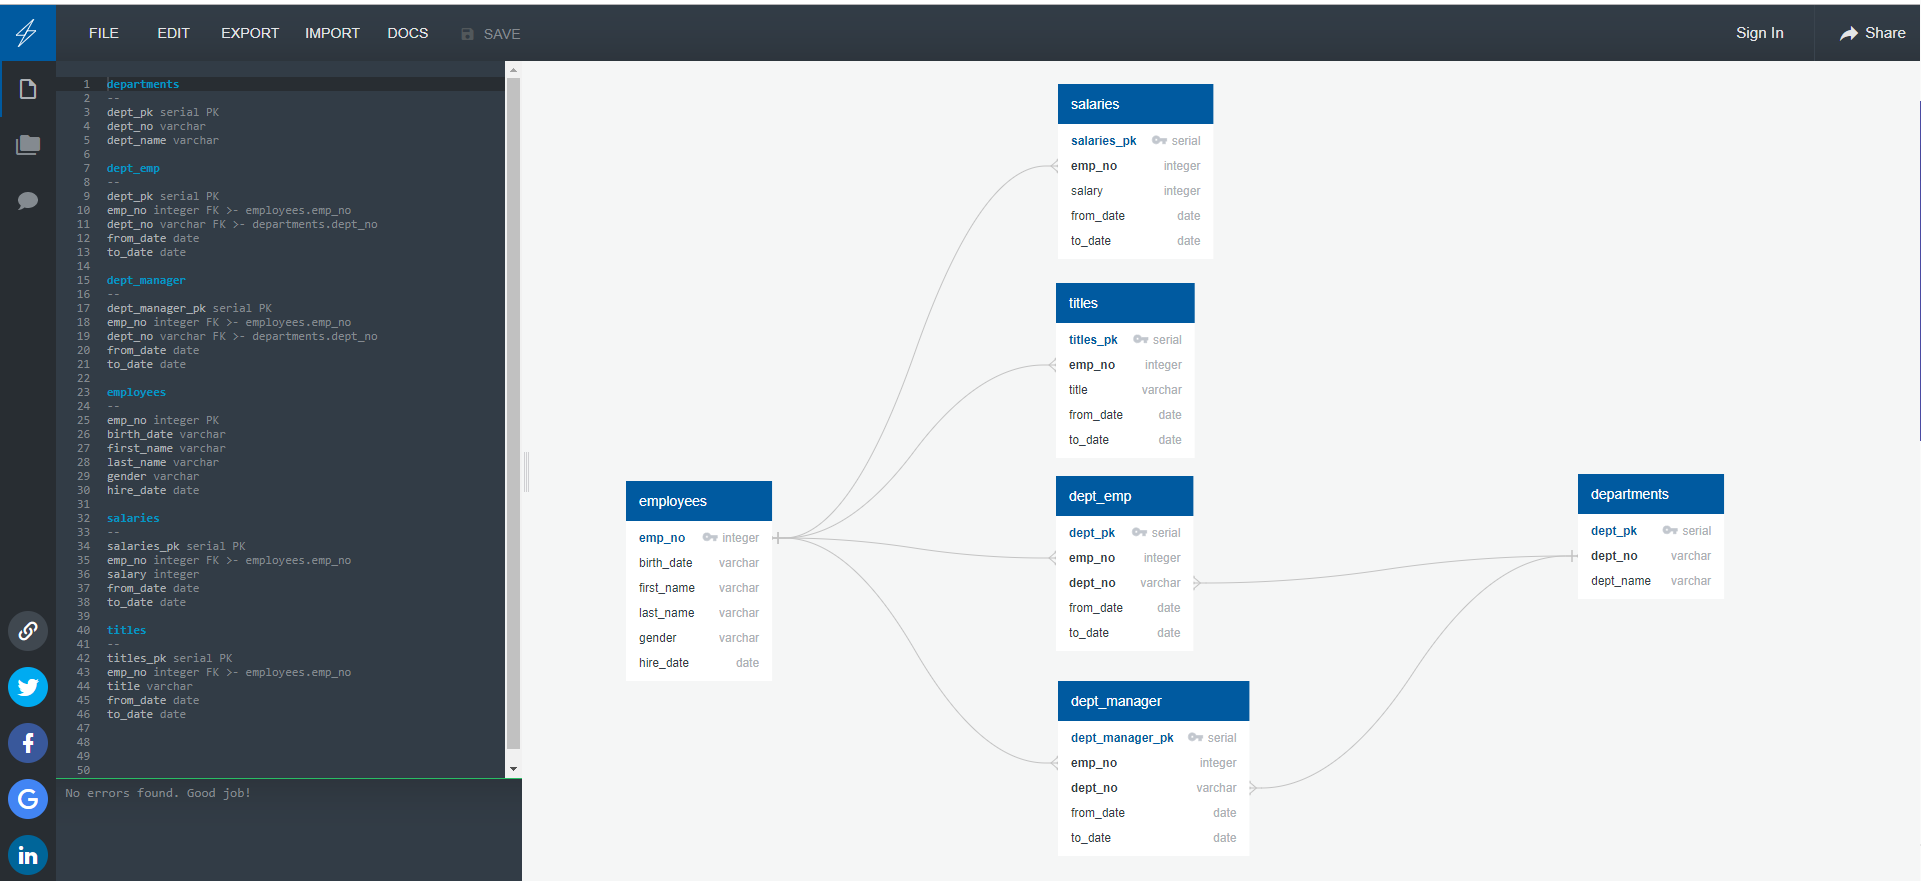 FILE EDIT EXPORT IMPORT DOCS SAVE Sign In Share
1 departments
2 --
3 dept_pk serial PK
4 dept_no varchar
5 dept_name varchar
6
7 dept_emp
8 --
9 dept_pk serial PK
10 emp_no integer FK >- employees.emp_no
11 dept_no varchar FK >- departments.dept_no
12 from_date date
13 to_date date
14
15 dept_manager
16 --
17 dept_manager_pk serial PK
18 emp_no integer FK >- employees.emp_no
19 dept_no varchar FK >- departments.dept_no
20 from_date date
21 to_date date
22
23 employees
24 --
25 emp_no integer PK
26 birth_date varchar
27 first_name varchar
28 last_name varchar
29 gender varchar
30 hire_date date
31
32 salaries
33 --
34 salaries_pk serial PK
35 emp_no integer FK >- employees.emp_no
36 salary integer
37 from_date date
38 to_date date
39
40 titles
41 --
42 titles_pk serial PK
43 emp_no integer FK >- employees.emp_no
44 title varchar
45 from_date date
46 to_date date
47
48
49
50
No errors found. Good job!
employees
emp_no integer
birth_date varchar
first_name varchar
last_name varchar
gender varchar
hire_date date
salaries
salaries_pk serial
emp_no integer
salary integer
from_date date
to_date date
titles
titles_pk serial
emp_no integer
title varchar
from_date date
to_date date
dept_emp
dept_pk serial
emp_no integer
dept_no varchar
from_date date
to_date date
dept_manager
dept_manager_pk serial
emp_no integer
dept_no varchar
from_date date
to_date date
departments
dept_pk serial
dept_no varchar
dept_name varchar